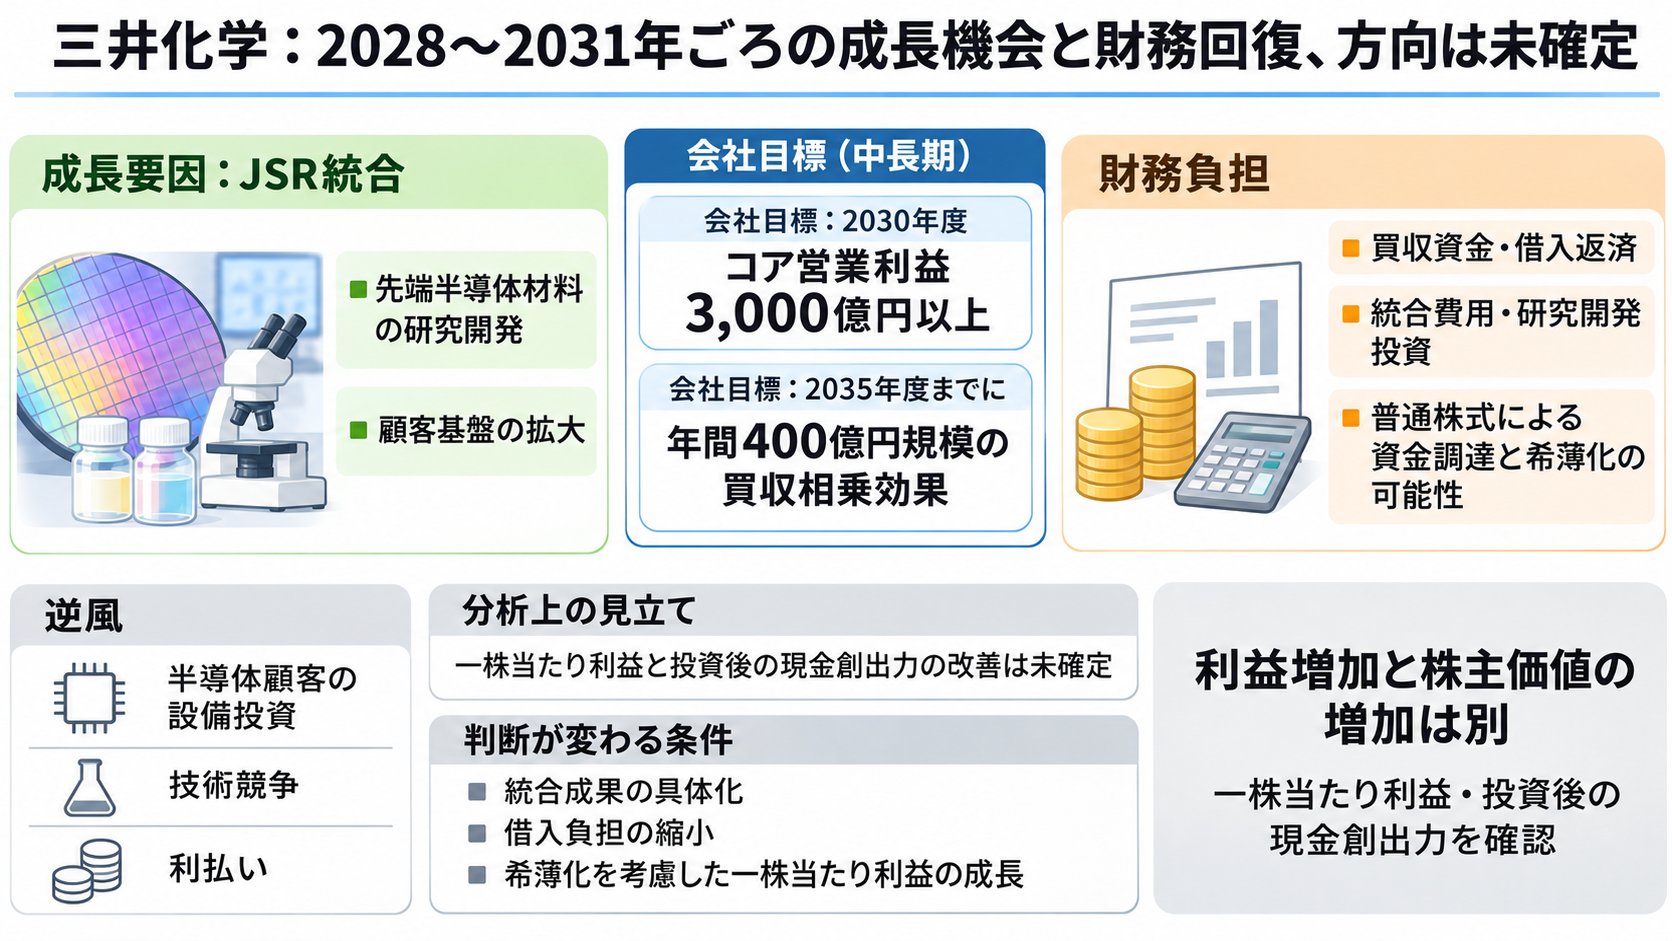 三井化学：2028～2031年ごろの成長機会と財務回復、方向は未確定
成長要因：JSR統合
先端半導体材料
の研究開発
顧客基盤の拡大
会社目標（中長期）
会社目標：2030年度
コア営業利益
3,000億円以上
会社目標：2035年度までに
年間400億円規模の
買収相乗効果
財務負担
買収資金・借入返済
統合費用・研究開発
投資
普通株式による
資金調達と希薄化の
可能性
逆風
半導体顧客の
設備投資
技術競争
利払い
分析上の見立て
一株当たり利益と投資後の現金創出力の改善は未確定
判断が変わる条件
統合成果の具体化
借入負担の縮小
希薄化を考慮した一株当たり利益の成長
利益増加と株主価値の
増加は別
一株当たり利益・投資後の
現金創出力を確認